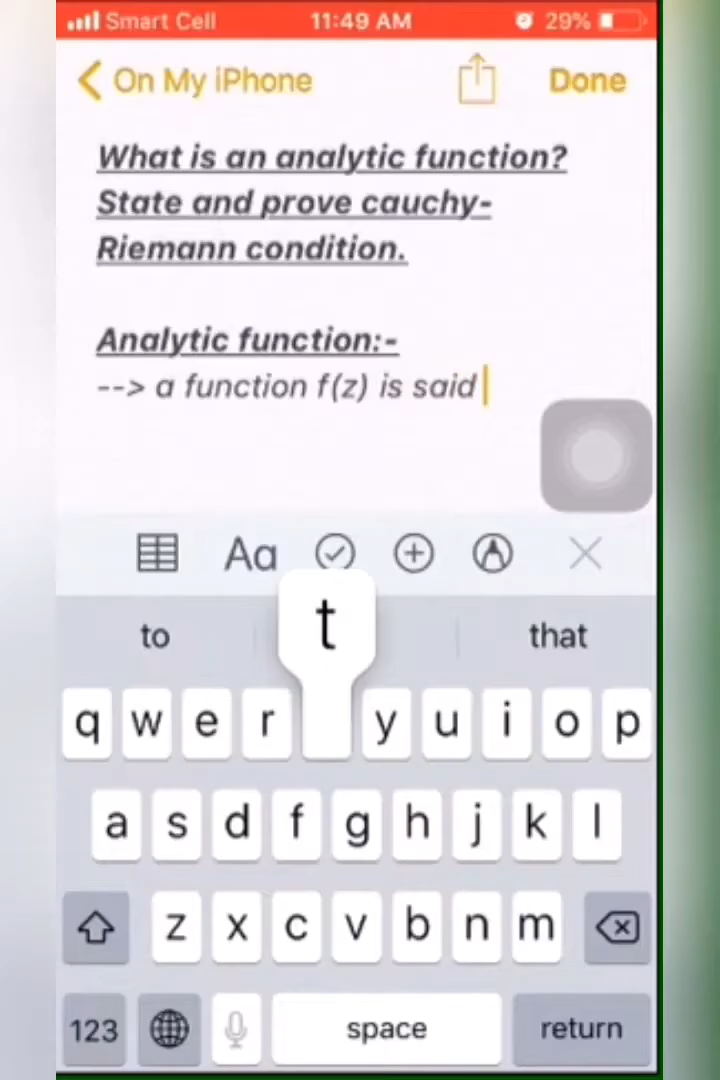 Smart Cell 11:49 AM 29%
On My iPhone Done
What is an analytic function?
State and prove cauchy-
Riemann condition.
Analytic function:-
--> a function f(z) is said
Aa
to that
t
q w e r y u i o p
a s d f g h j k l
z x c v b n m
123 space return